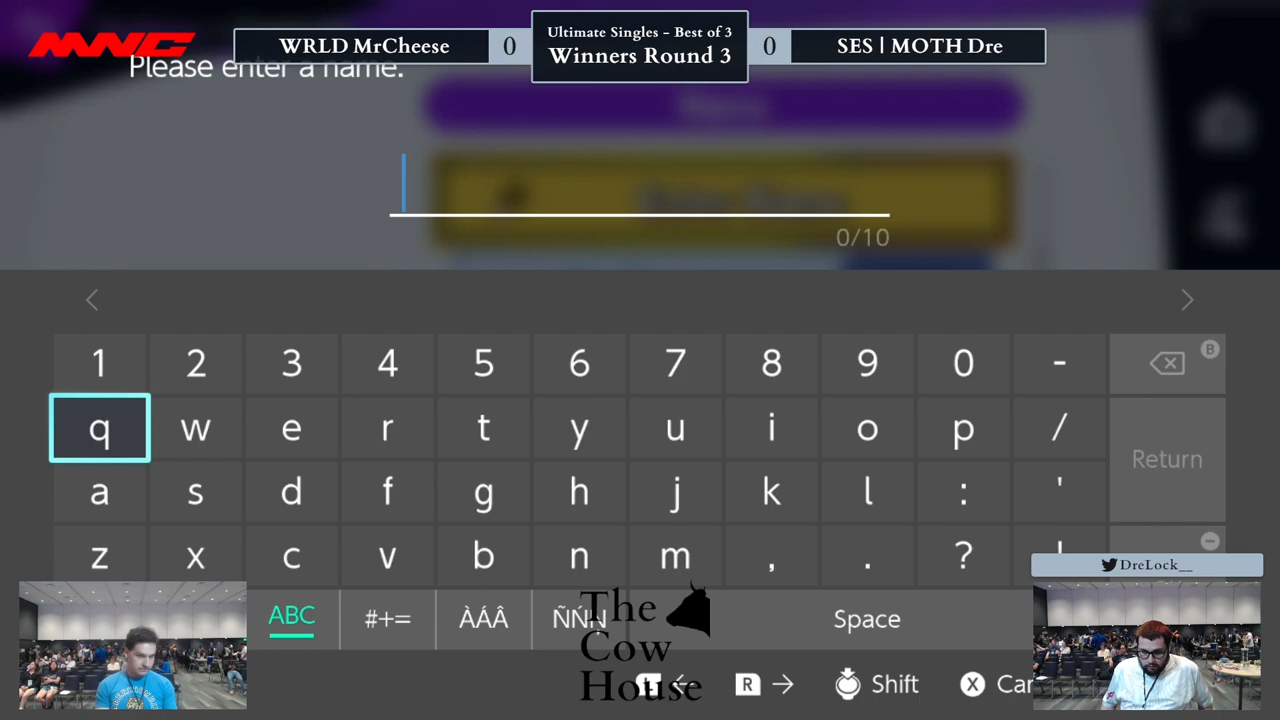 MNC
WRLD MrCheese
0
Ultimate Singles - Best of 3
Winners Round 3
0
SES | MOTH Dre
Please enter a name.
0/10
1 2 3 4 5 6 7 8 9 0 -
B
q w e r t y u i o p /
Return
a s d f g h j k l : '
z x c v b n m , . ? !
DreLock__
ABC #+= ÀÁÂ
Space
The
Cow
House
R → Shift X